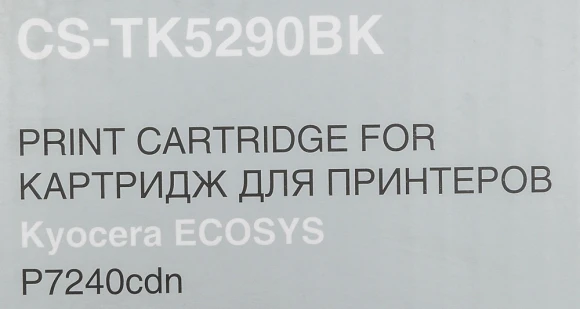 CS-TK5290BK
PRINT CARTRIDGE FOR
КАРТРИДЖ ДЛЯ ПРИНТЕРОВ
Kyocera ECOSYS
P7240cdn